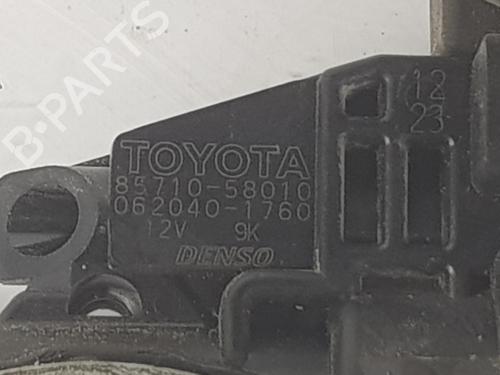 TOYOTA
85710-58010
062040-1760
12V 9K
DENSO
12
23
B-PARTS